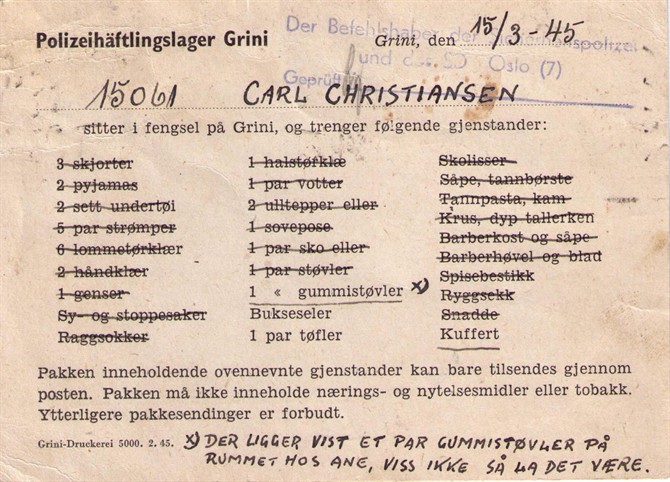 Polizeihäftlingslager Grini
Grini, den 15/3-45
Der Befehlshaber der Sicherheitspolizei
und des SD Oslo (7)
Geprüft
15061 CARL CHRISTIANSEN
sitter i fengsel på Grini, og trenger følgende gjenstander:
3 skjorter
2 pyjamas
2 sett undertøi
5 par strømper
6 lommetørklær
2 håndklær
1 genser
Sy- og stoppesaker
Raggsokker
1 halstørklæ
1 par votter
2 ulltepper eller
1 sovepose
1 par sko eller
1 par støvler
1 « gummistøvler x)
Bukseseler
1 par tøfler
Skolisser
Såpe, tannbørste
Tannpasta, kam
Krus, dyp tallerken
Barberkost og såpe
Barberhøvel og blad
Spisebestikk
Ryggsekk
Snadde
Kuffert
Pakken inneholdende ovennevnte gjenstander kan bare tilsendes gjennom
posten. Pakken må ikke inneholde nærings- og nytelsesmidler eller tobakk.
Ytterligere pakkesendinger er forbudt.
Grini-Druckerei 5000. 2. 45.
x) DER LIGGER VIST ET PAR GUMMISTØVLER PÅ
RUMMET HOS ANE, VISS IKKE SÅ LA DET VÆRE.